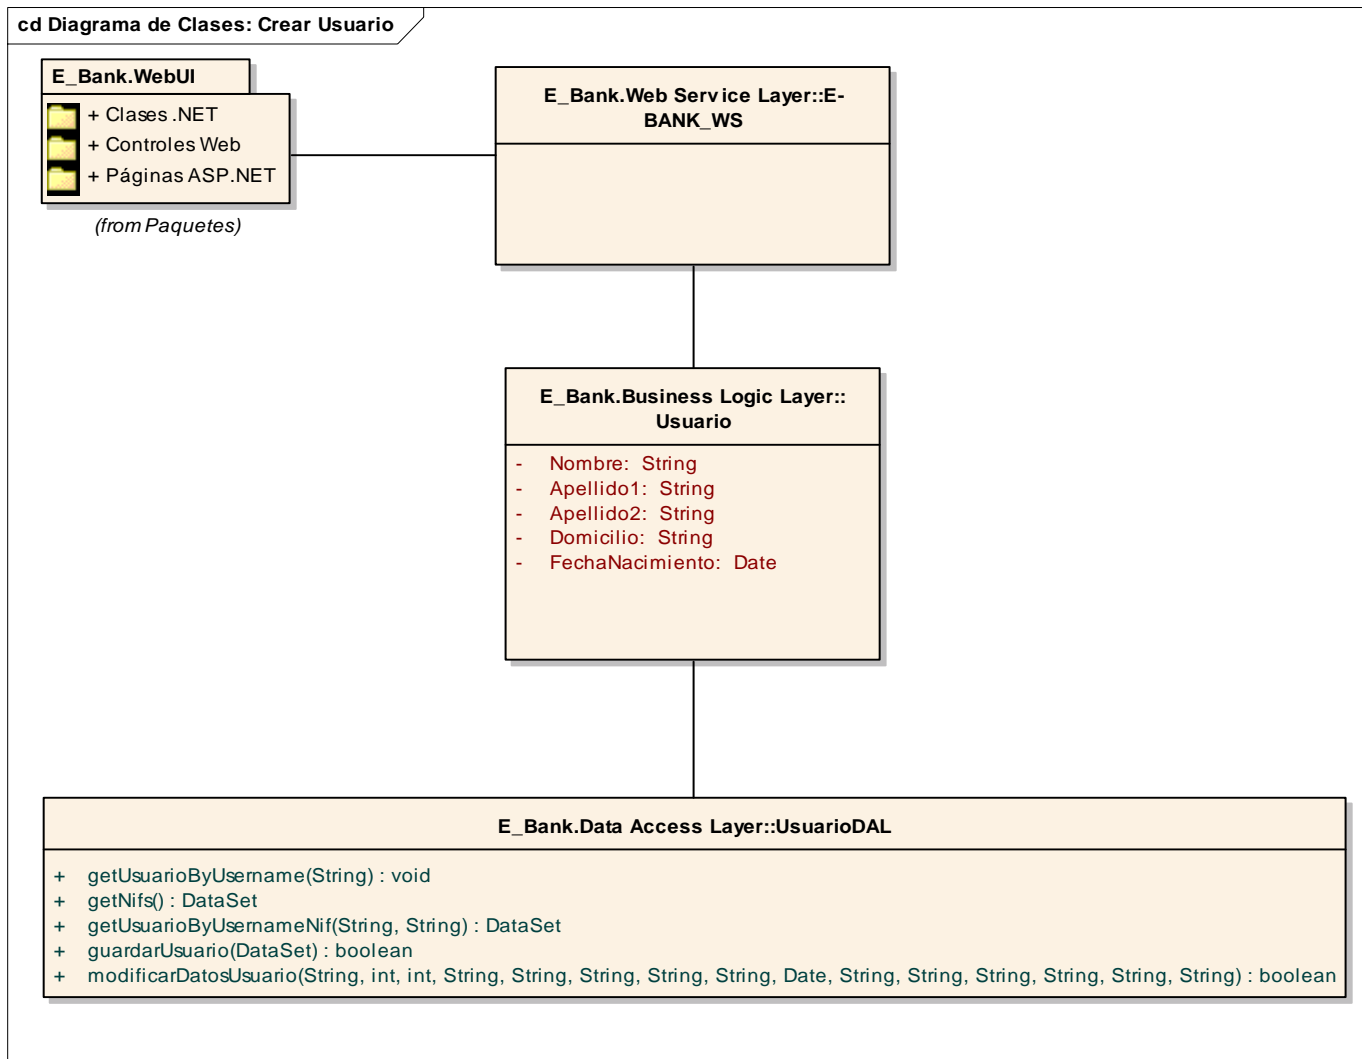 cd Diagrama de Clases: Crear Usuario
E_Bank.WebUI
+ Clases .NET
+ Controles Web
+ Páginas ASP.NET
(from Paquetes)
E_Bank.Web Service Layer::E-
BANK_WS
E_Bank.Business Logic Layer::
Usuario
- Nombre: String
- Apellido1: String
- Apellido2: String
- Domicilio: String
- FechaNacimiento: Date
E_Bank.Data Access Layer::UsuarioDAL
+ getUsuarioByUsername(String) : void
+ getNifs() : DataSet
+ getUsuarioByUsernameNif(String, String) : DataSet
+ guardarUsuario(DataSet) : boolean
+ modificarDatosUsuario(String, int, int, String, String, String, String, String, Date, String, String, String, String, String, String) : boolean